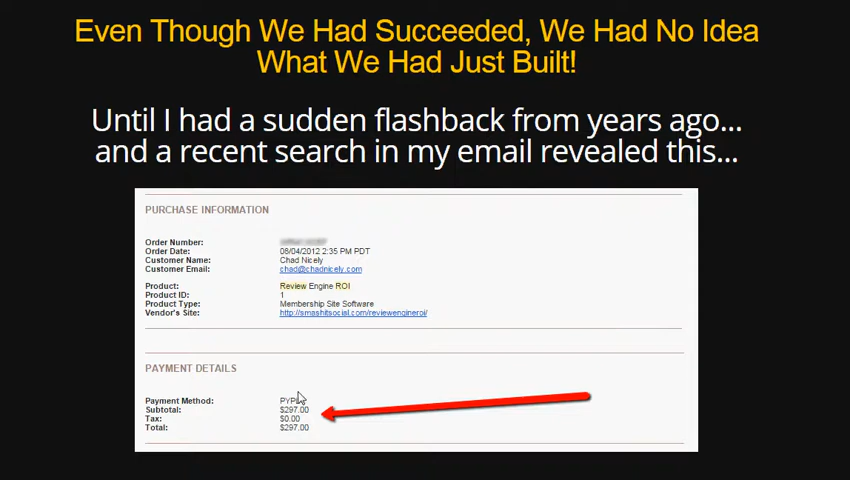 Even Though We Had Succeeded, We Had No Idea
What We Had Just Built!
Until I had a sudden flashback from years ago...
and a recent search in my email revealed this...
PURCHASE INFORMATION
Order Number:
Order Date: 06/04/2012 2:35 PM PDT
Customer Name: Chad Nicely
Customer Email: chad@chadnicely.com
Product: Review Engine ROI
Product ID: 1
Product Type: Membership Site Software
Vendor's Site: http://smashitsocial.com/reviewengineroi/
PAYMENT DETAILS
Payment Method:
Subtotal: $297.00
Tax: $0.00
Total: $297.00